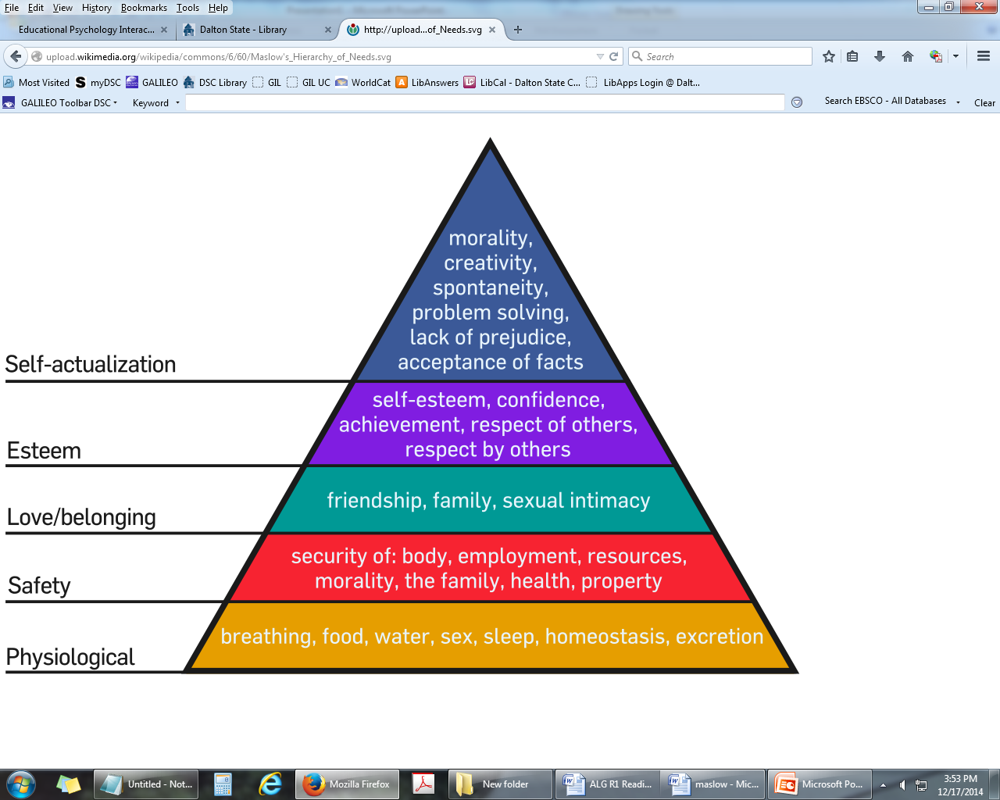 File Edit View History Bookmarks Tools Help
Educational Psychology Interac... × Dalton State - Library × http://upload...of_Needs.svg × +
upload.wikimedia.org/wikipedia/commons/6/60/Maslow's_Hierarchy_of_Needs.svg Search
Most Visited myDSC GALILEO DSC Library GIL GIL UC WorldCat LibAnswers LibCal - Dalton State C... LibApps Login @ Dalt...
GALILEO Toolbar DSC Keyword Search EBSCO - All Databases Clear
morality,
creativity,
spontaneity,
problem solving,
lack of prejudice,
acceptance of facts
Self-actualization
self-esteem, confidence,
achievement, respect of others,
respect by others
Esteem
friendship, family, sexual intimacy
Love/belonging
security of: body, employment, resources,
morality, the family, health, property
Safety
breathing, food, water, sex, sleep, homeostasis, excretion
Physiological
Untitled - Not... Mozilla Firefox New folder ALG R1 Readi... maslow - Mic... Microsoft Po... 3:53 PM
12/17/2014